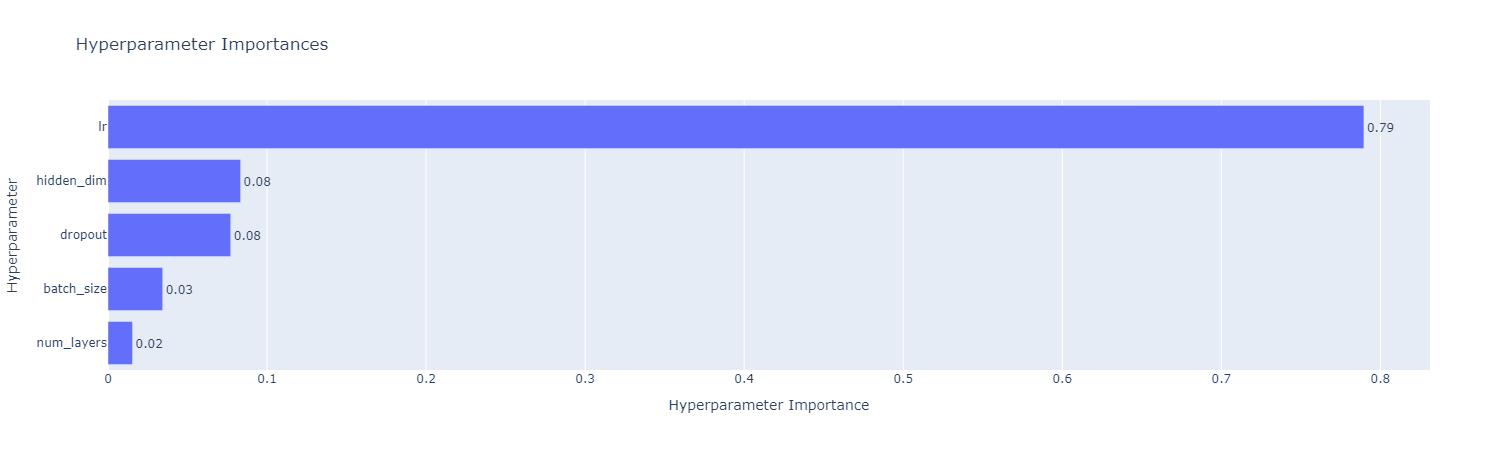 Hyperparameter Importances
Hyperparameter
lr
0.79
hidden_dim
0.08
dropout
0.08
batch_size
0.03
num_layers
0.02
0 0.1 0.2 0.3 0.4 0.5 0.6 0.7 0.8
Hyperparameter Importance